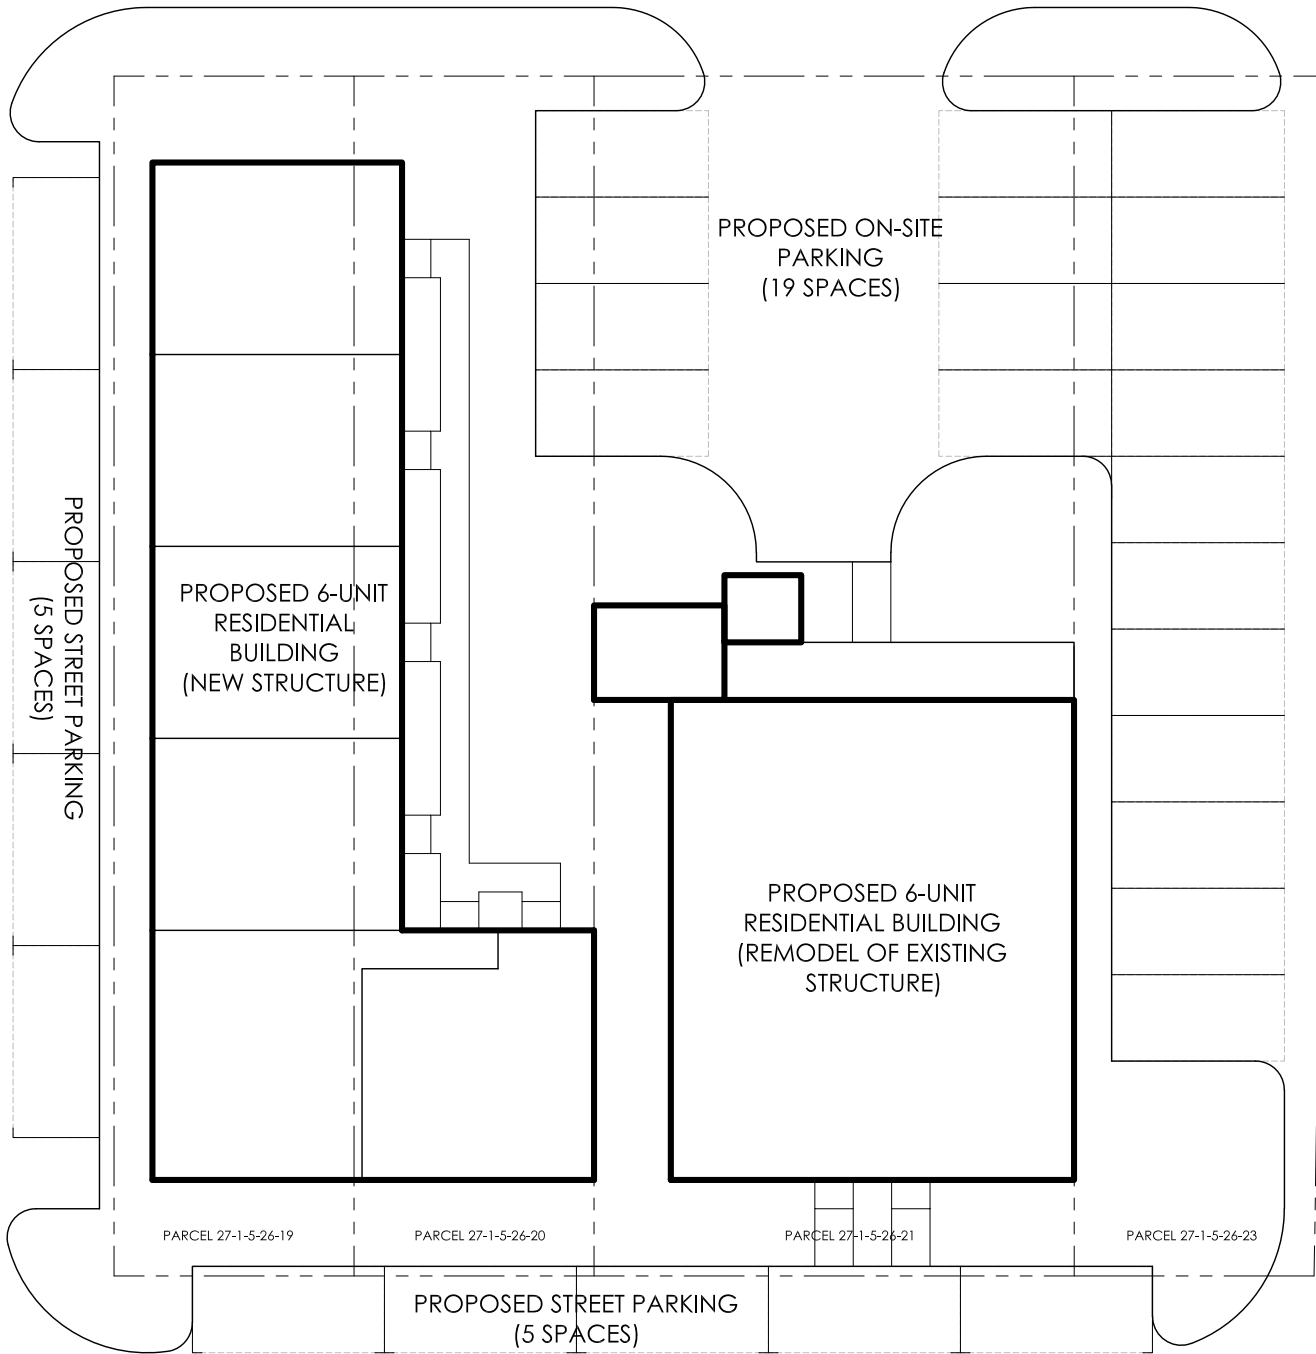 PROPOSED ON-SITE
PARKING
(19 SPACES)
PROPOSED STREET PARKING
(5 SPACES)
PROPOSED 6-UNIT
RESIDENTIAL
BUILDING
(NEW STRUCTURE)
PROPOSED 6-UNIT
RESIDENTIAL BUILDING
(REMODEL OF EXISTING
STRUCTURE)
PARCEL 27-1-5-26-19
PARCEL 27-1-5-26-20
PARCEL 27-1-5-26-21
PARCEL 27-1-5-26-23
PROPOSED STREET PARKING
(5 SPACES)